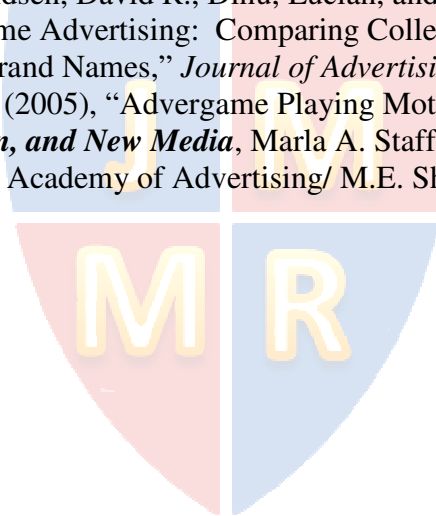 David R., Dinu, Lucian, and
me Advertising: Comparing Colle
rand Names,” Journal of Advertisi
(2005), “Advergame Playing Mot
n, and New Media, Marla A. Staff
Academy of Advertising/ M.E. Sh
J M
M R